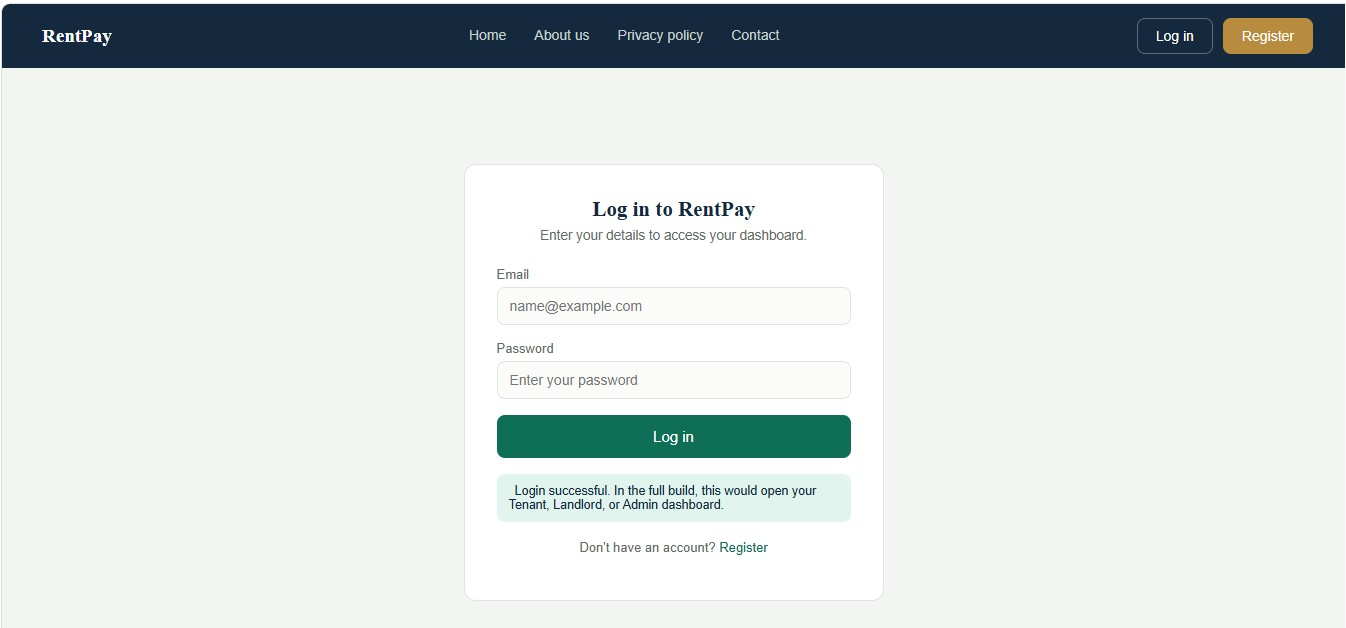 RentPay
Home
About us
Privacy policy
Contact
Log in
Register
Log in to RentPay
Enter your details to access your dashboard.
Email
name@example.com
Password
Enter your password
Log in
Login successful. In the full build, this would open your
Tenant, Landlord, or Admin dashboard.
Don't have an account? Register